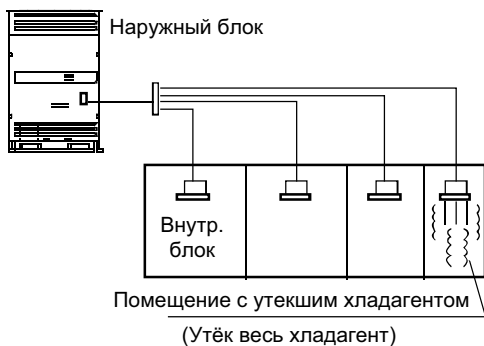 Наружный блок
Внутр.
блок
Помещение с утекшим хладагентом
(Утёк весь хладагент)